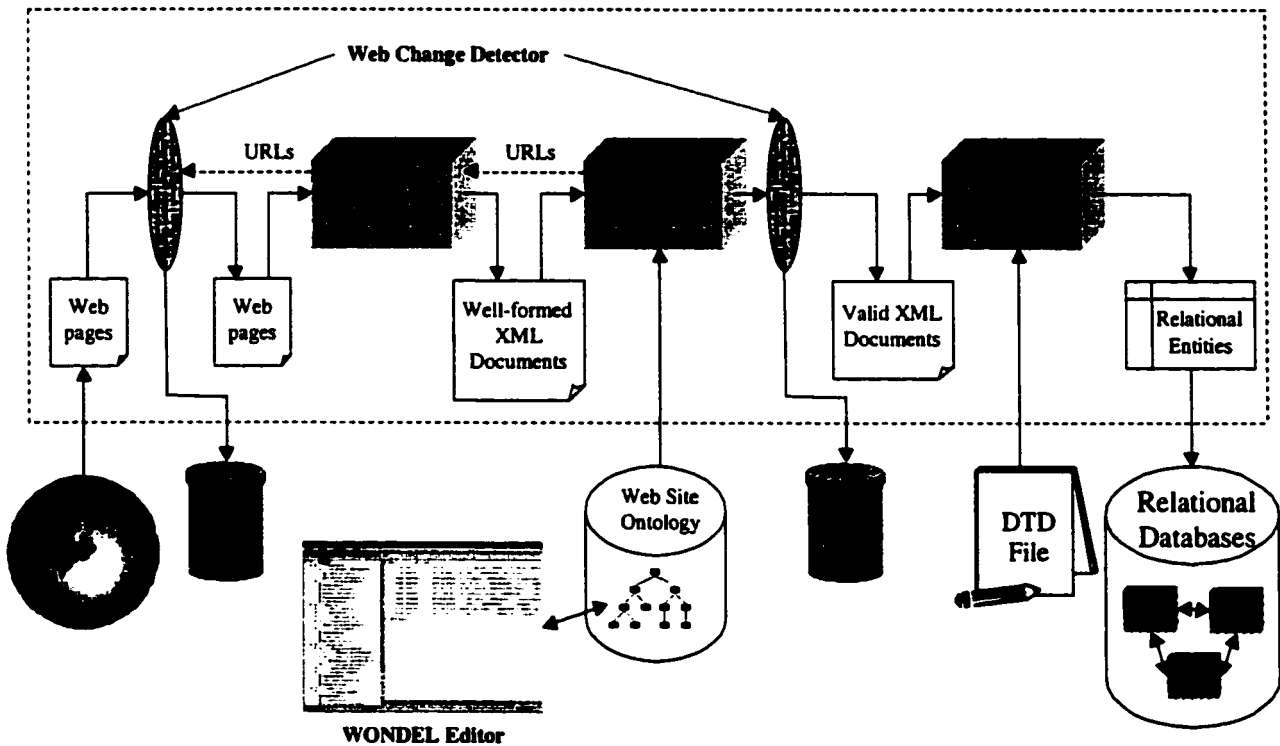 Web Change Detector
URLs
URLs
Web
pages
Web
pages
Well-formed
XML
Documents
Valid XML
Documents
Relational
Entities
Web Site
Ontology
DTD
File
Relational
Databases
WONDEL Editor